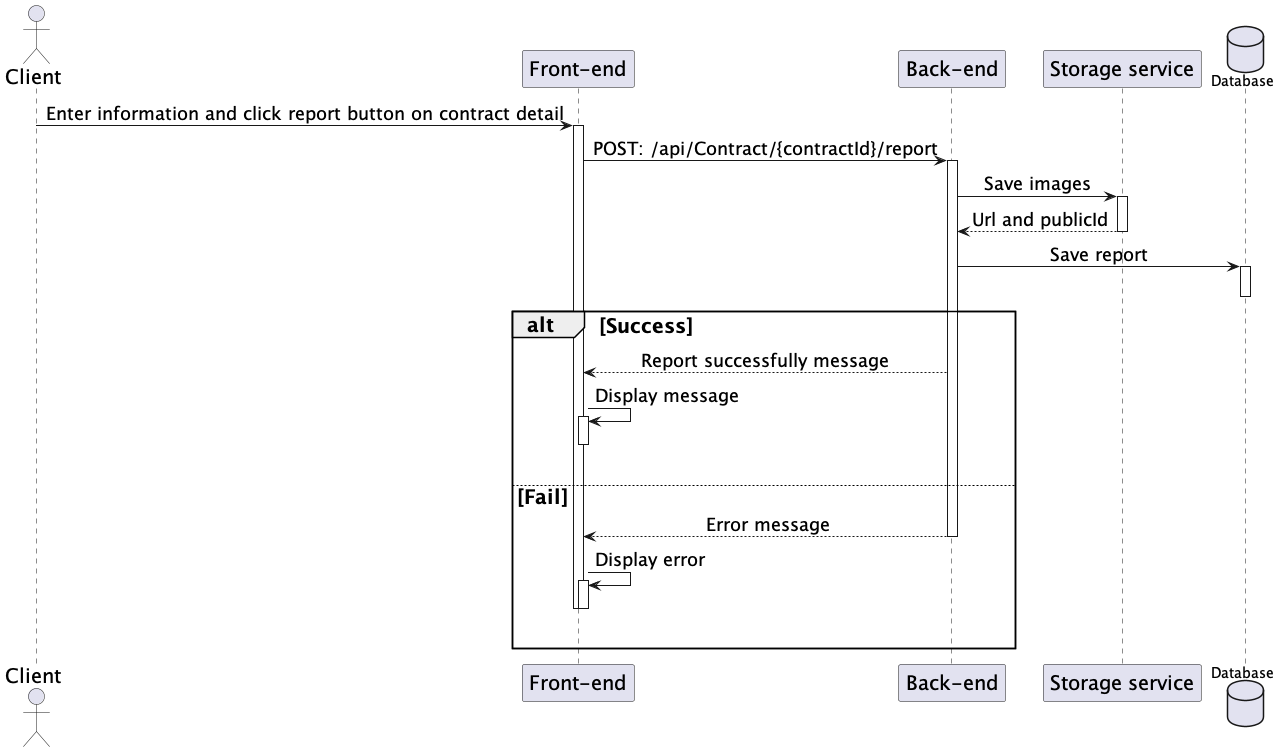 Client
Front-end
Back-end
Storage service
Database
Enter information and click report button on contract detail
POST: /api/Contract/{contractId}/report
Save images
Url and publicId
Save report
alt
[Success]
Report successfully message
Display message
[Fail]
Error message
Display error
Client
Front-end
Back-end
Storage service
Database